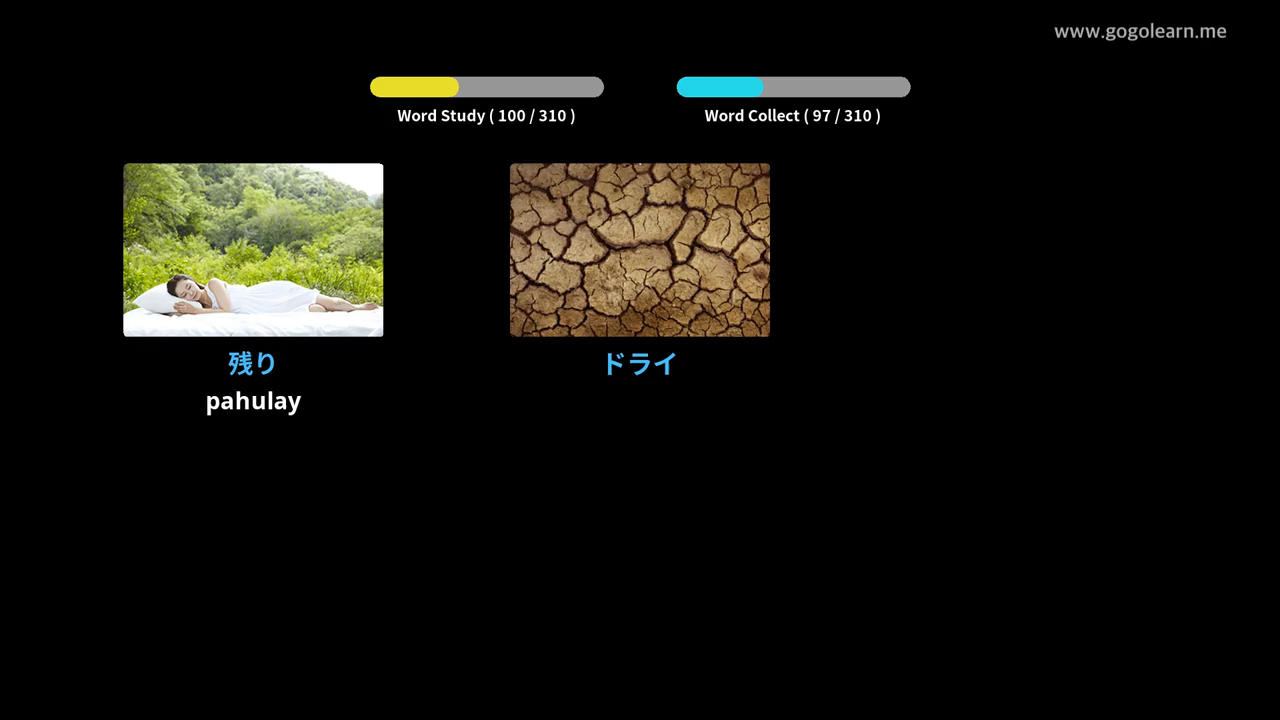 www.gogolearn.me
Word Study ( 100 / 310 )
Word Collect ( 97 / 310 )
残り
pahulay
ドライ